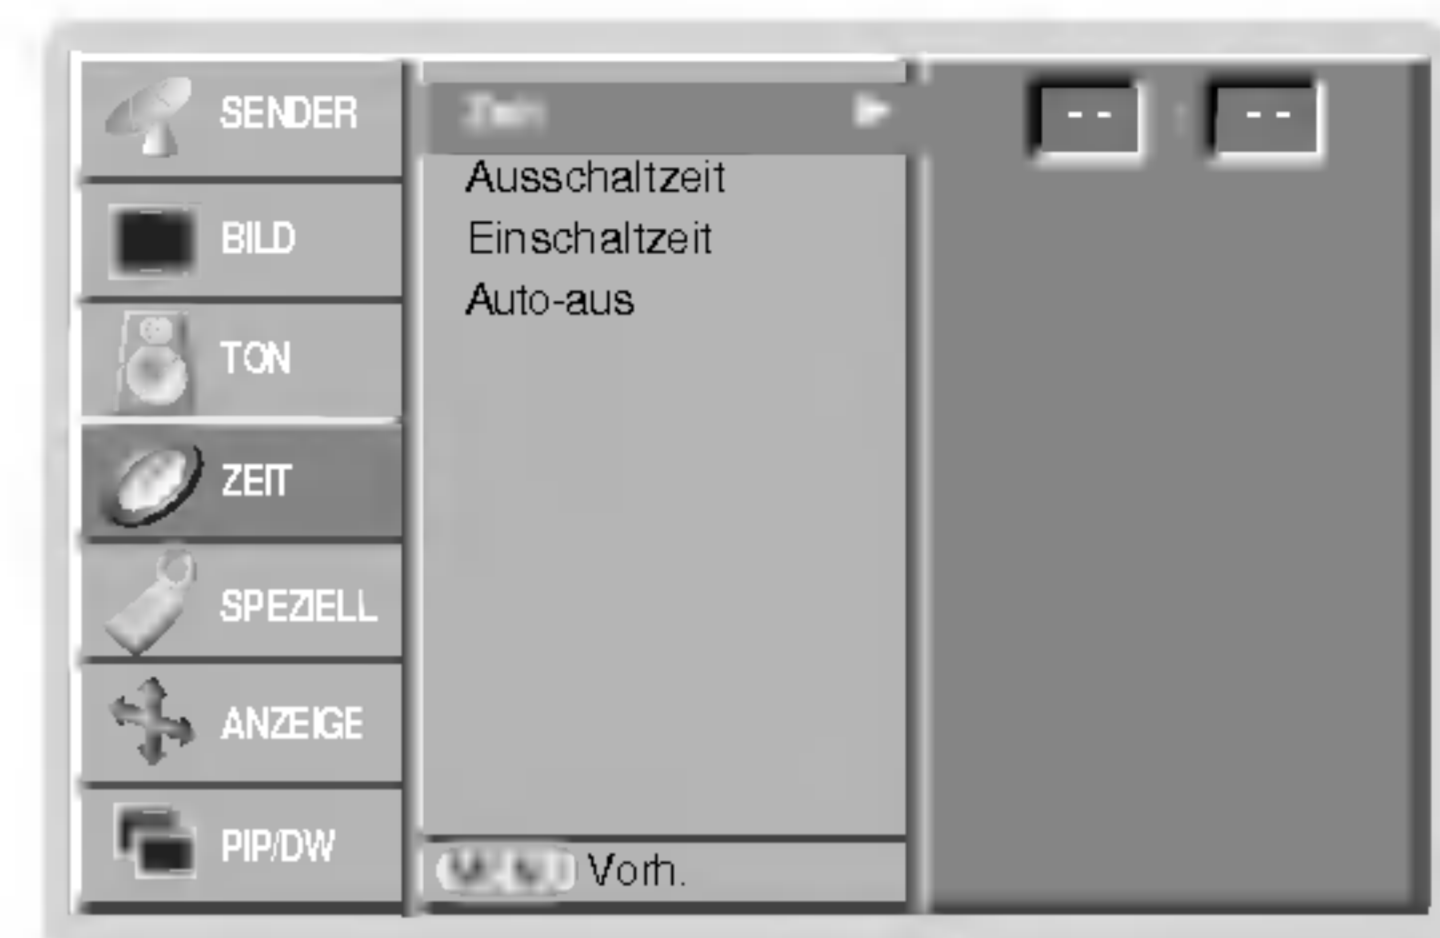 SENDER
BILD
TON
ZEIT
SPEZIELL
ANZEIGE
PIP/DW
Ausschaltzeit
Einschaltzeit
Auto-aus
Vorh.
-- : --